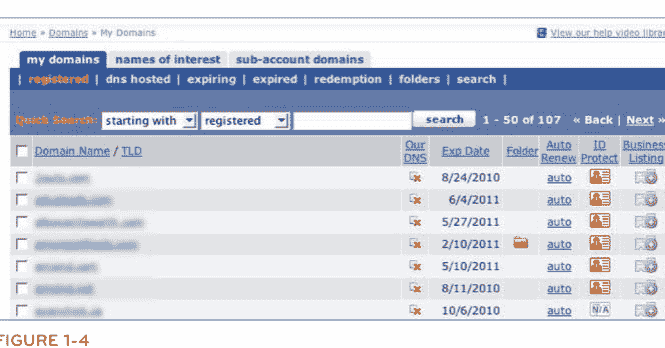 Home » Domains » My Domains View our help video librar
my domains names of interest sub-account domains
| registered | dns hosted | expiring | expired | redemption | folders | search |
Quick Search: starting with registered search 1 - 50 of 107 « Back | Next »
Domain Name / TLD Our DNS Exp Date Folder Auto Renew ID Protect Business Listing
8/24/2010 auto
6/4/2011 auto
5/27/2011 auto
2/10/2011 auto
5/10/2011 auto
8/11/2010 auto
10/6/2010 auto N/A
FIGURE 1-4